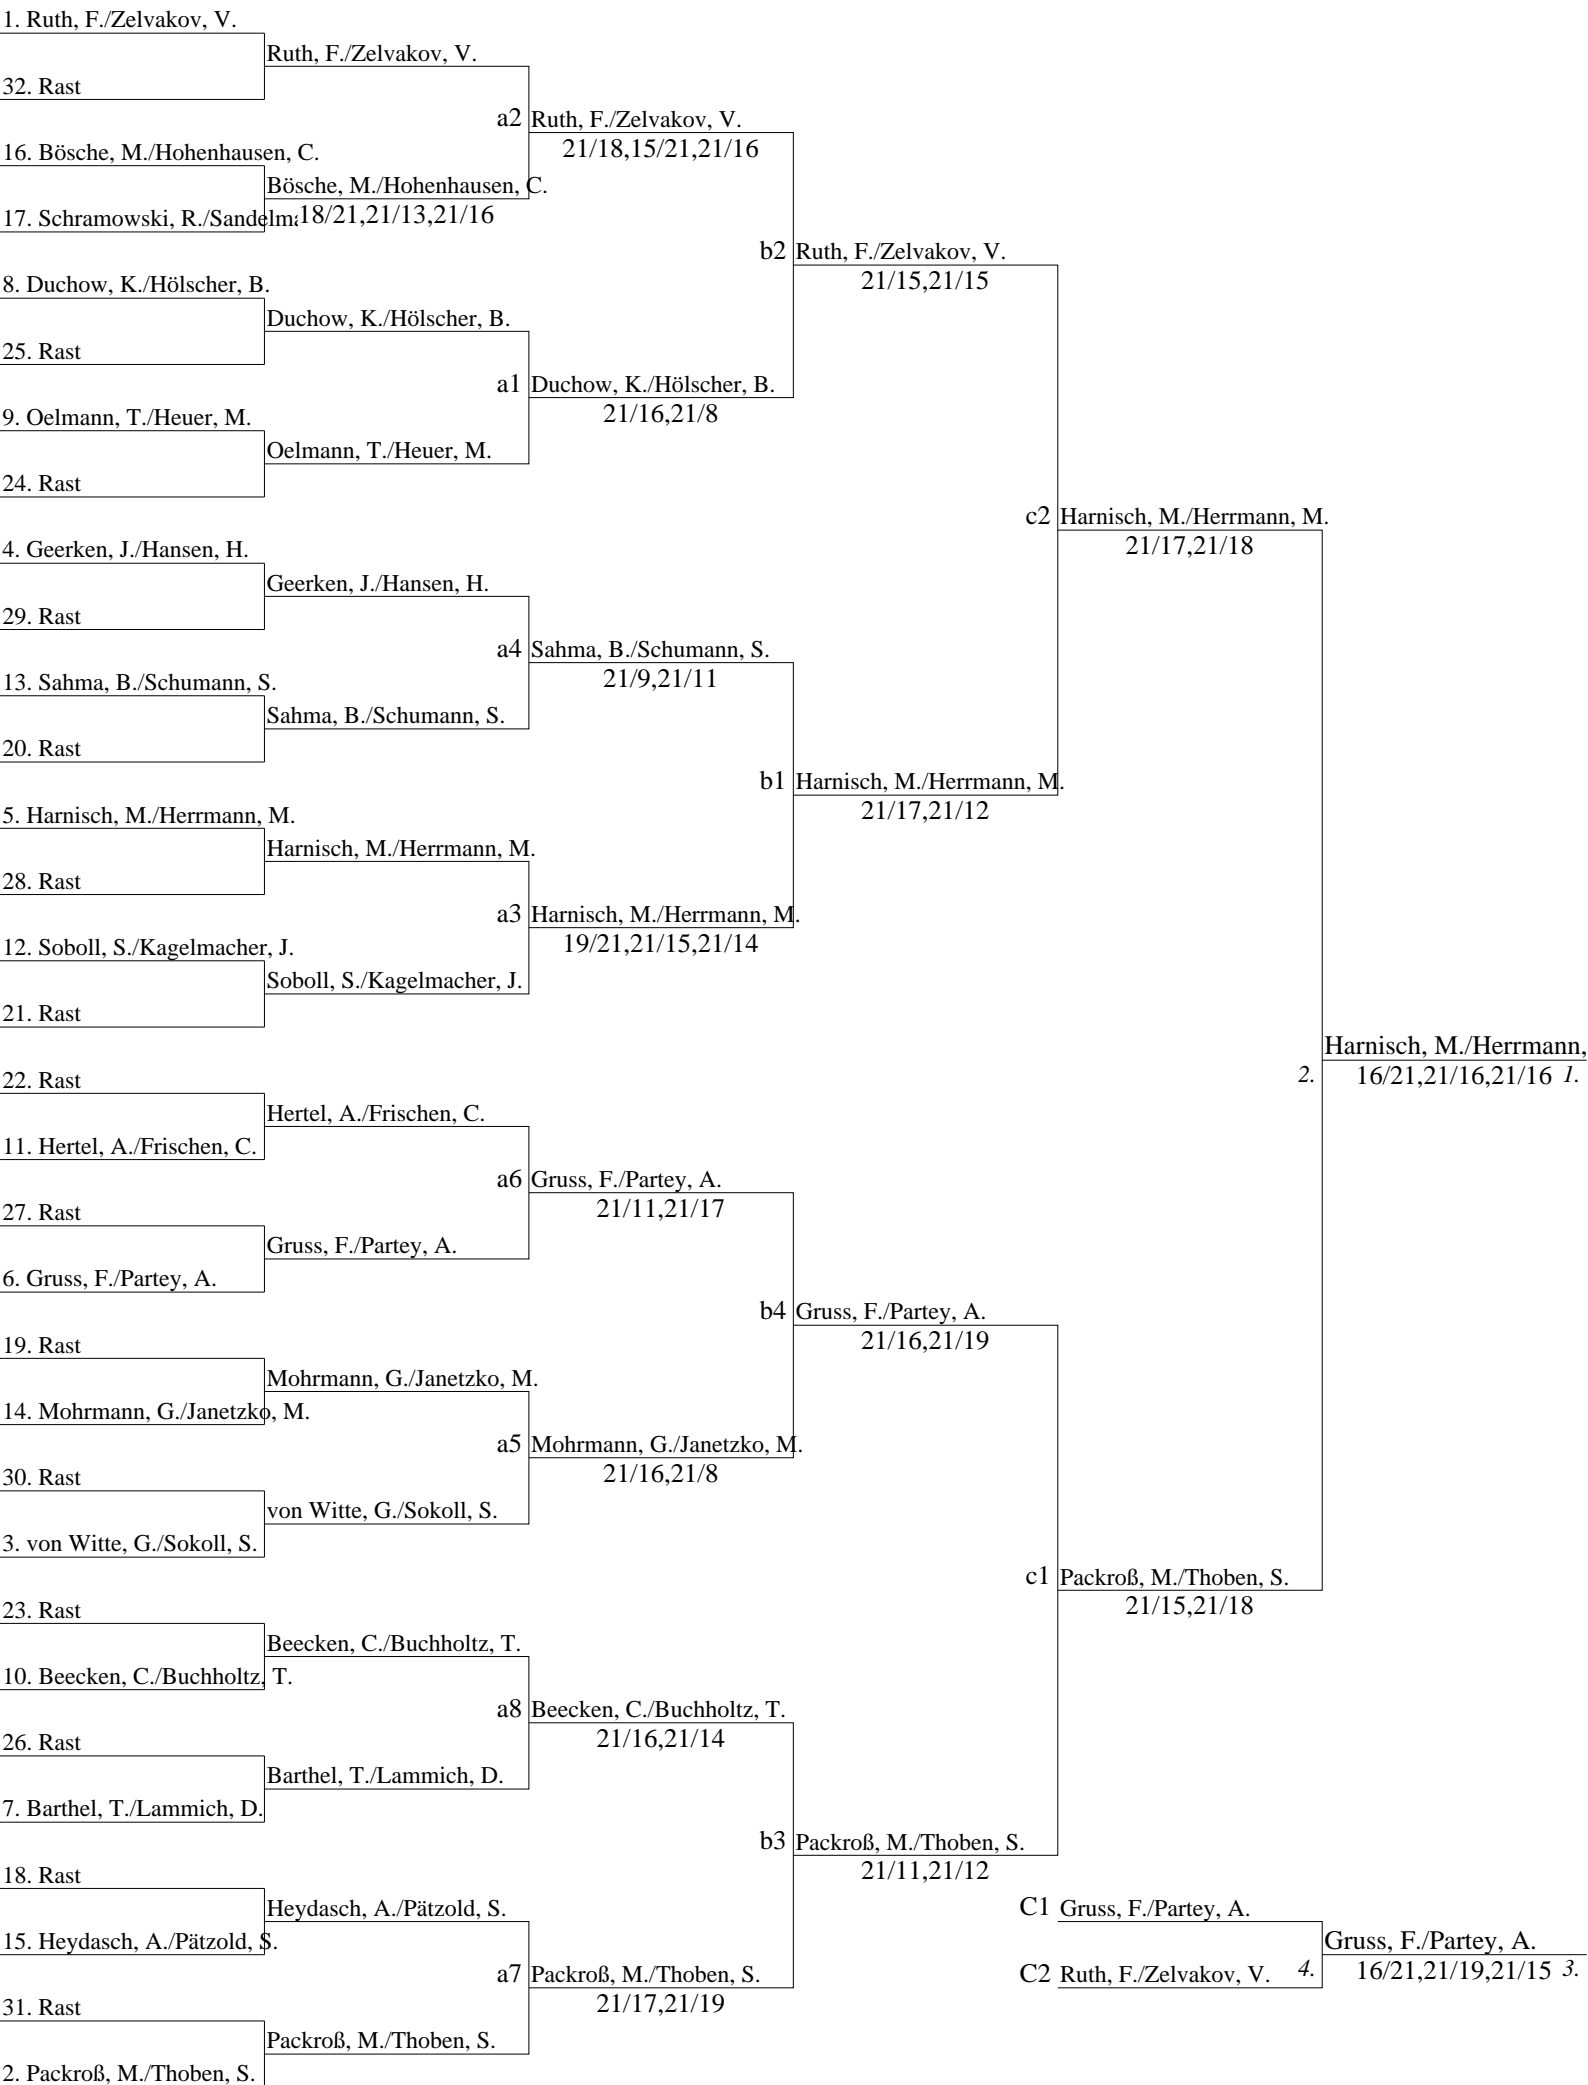 1. Ruth, F./Zelvakov, V.
Ruth, F./Zelvakov, V.
32. Rast
a2 Ruth, F./Zelvakov, V.
21/18,15/21,21/16
16. Bösche, M./Hohenhausen, C.
Bösche, M./Hohenhausen, C.
17. Schramowski, R./Sandelma
18/21,21/13,21/16
b2 Ruth, F./Zelvakov, V.
21/15,21/15
8. Duchow, K./Hölscher, B.
Duchow, K./Hölscher, B.
25. Rast
a1 Duchow, K./Hölscher, B.
21/16,21/8
9. Oelmann, T./Heuer, M.
Oelmann, T./Heuer, M.
24. Rast
c2 Harnisch, M./Herrmann, M.
21/17,21/18
4. Geerken, J./Hansen, H.
Geerken, J./Hansen, H.
29. Rast
a4 Sahma, B./Schumann, S.
21/9,21/11
13. Sahma, B./Schumann, S.
Sahma, B./Schumann, S.
20. Rast
b1 Harnisch, M./Herrmann, M.
21/17,21/12
5. Harnisch, M./Herrmann, M.
Harnisch, M./Herrmann, M.
28. Rast
a3 Harnisch, M./Herrmann, M.
19/21,21/15,21/14
12. Soboll, S./Kagelmacher, J.
Soboll, S./Kagelmacher, J.
21. Rast
Harnisch, M./Herrmann,
2. 16/21,21/16,21/16 1.
22. Rast
Hertel, A./Frischen, C.
11. Hertel, A./Frischen, C.
a6 Gruss, F./Partey, A.
21/11,21/17
27. Rast
Gruss, F./Partey, A.
6. Gruss, F./Partey, A.
b4 Gruss, F./Partey, A.
21/16,21/19
19. Rast
Mohrmann, G./Janetzko, M.
14. Mohrmann, G./Janetzko, M.
a5 Mohrmann, G./Janetzko, M.
21/16,21/8
30. Rast
von Witte, G./Sokoll, S.
3. von Witte, G./Sokoll, S.
c1 Packroß, M./Thoben, S.
21/15,21/18
23. Rast
Beecken, C./Buchholtz, T.
10. Beecken, C./Buchholtz, T.
a8 Beecken, C./Buchholtz, T.
21/16,21/14
26. Rast
Barthel, T./Lammich, D.
7. Barthel, T./Lammich, D.
b3 Packroß, M./Thoben, S.
21/11,21/12
18. Rast
Heydasch, A./Pätzold, S.
15. Heydasch, A./Pätzold, S.
a7 Packroß, M./Thoben, S.
21/17,21/19
31. Rast
Packroß, M./Thoben, S.
2. Packroß, M./Thoben, S.
C1 Gruss, F./Partey, A.
Gruss, F./Partey, A.
C2 Ruth, F./Zelvakov, V. 4. 16/21,21/19,21/15 3.